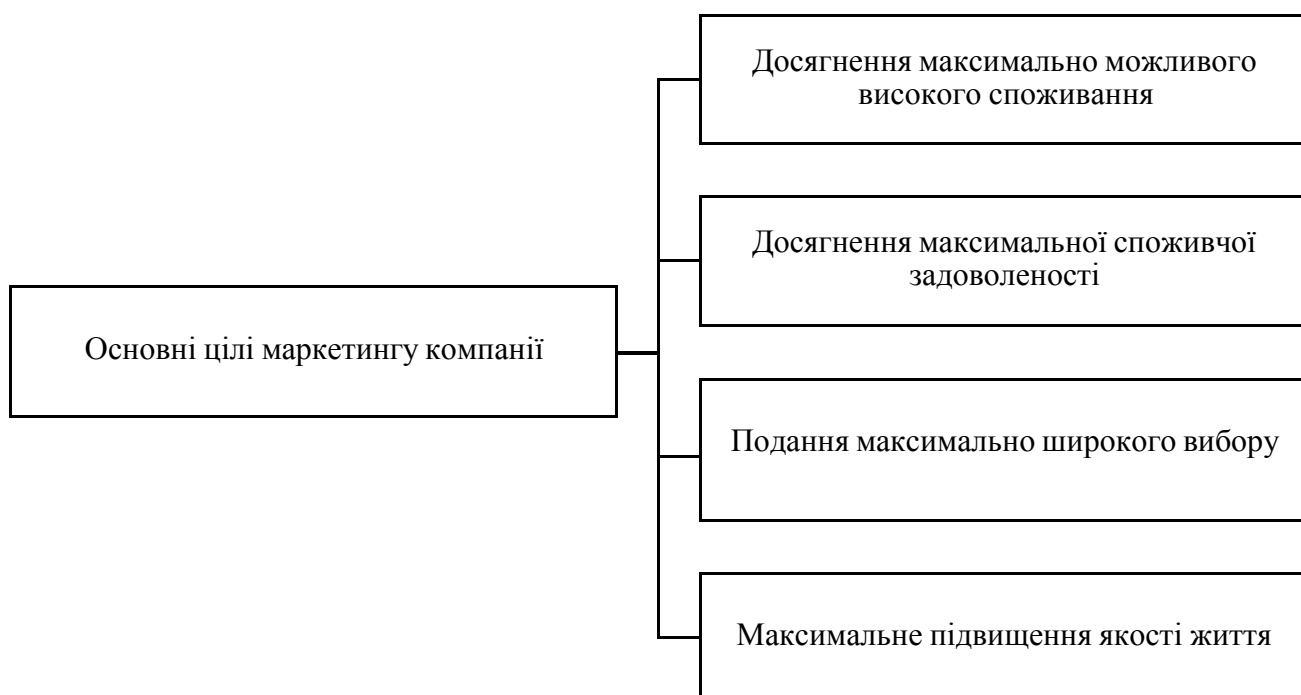 Досягнення максимально можливого
високого споживання
Досягнення максимальної споживчої
задоволеності
Основні цілі маркетингу компанії
Подання максимально широкого вибору
Максимальне підвищення якості життя